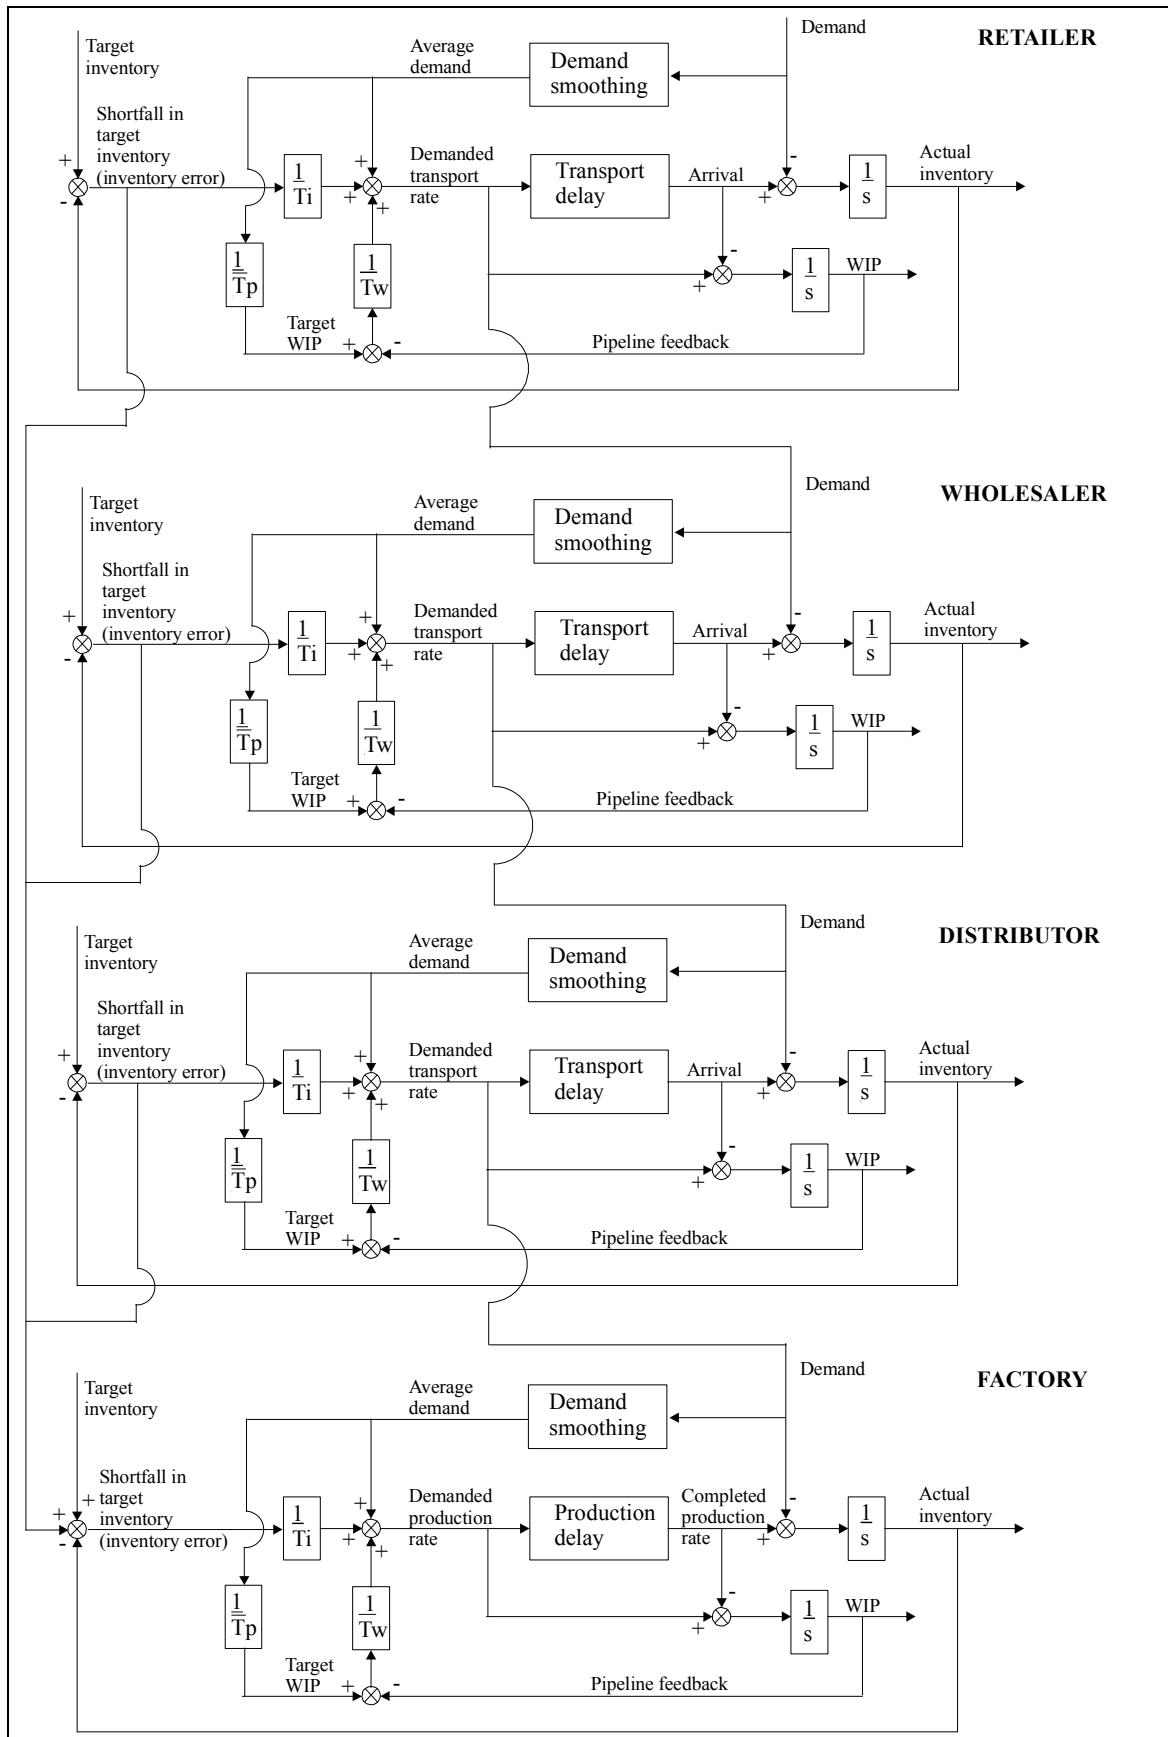 RETAILER
Target
inventory
Average
demand
Demand
smoothing
Demand
Shortfall in
target
inventory
(inventory error)
+
-
1
Ti
+
+
+
Demanded
transport
rate
Transport
delay
Arrival
-
+
1
s
Actual
inventory
1
Tp
1
Tw
-
+
1
s
WIP
Target
WIP
+
-
Pipeline feedback
WHOLESALER
Target
inventory
Average
demand
Demand
smoothing
Demand
Shortfall in
target
inventory
(inventory error)
+
-
1
Ti
+
+
+
Demanded
transport
rate
Transport
delay
Arrival
-
+
1
s
Actual
inventory
1
Tp
1
Tw
-
+
1
s
WIP
Target
WIP
+
-
Pipeline feedback
DISTRIBUTOR
Target
inventory
Average
demand
Demand
smoothing
Demand
Shortfall in
target
inventory
(inventory error)
+
-
1
Ti
+
+
+
Demanded
transport
rate
Transport
delay
Arrival
-
+
1
s
Actual
inventory
1
Tp
1
Tw
-
+
1
s
WIP
Target
WIP
+
-
Pipeline feedback
FACTORY
Target
inventory
Average
demand
Demand
smoothing
Demand
Shortfall in
target
inventory
(inventory error)
+
+
-
1
Ti
+
+
+
Demanded
production
rate
Production
delay
Completed
production
rate
-
+
1
s
Actual
inventory
1
Tp
1
Tw
-
+
1
s
WIP
Target
WIP
+
-
Pipeline feedback